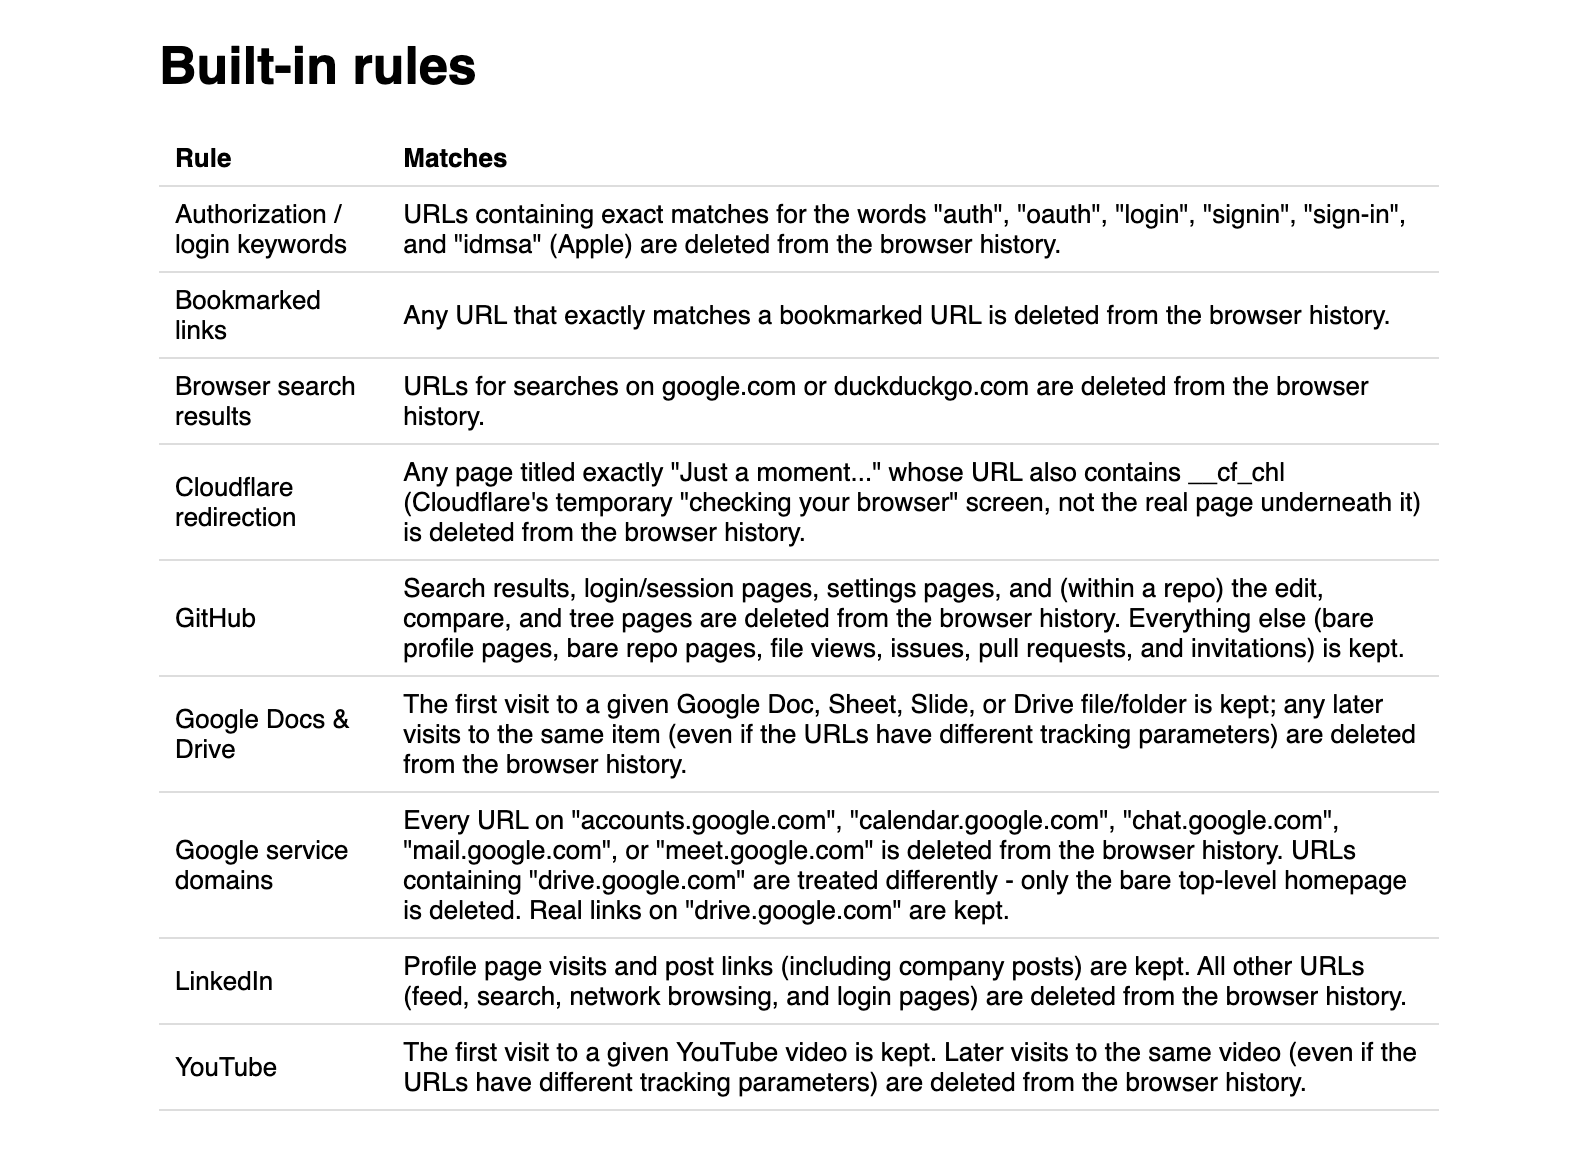 Built-in rules
Rule
Matches
Authorization /
login keywords
URLs containing exact matches for the words "auth", "oauth", "login", "signin", "sign-in",
and "idmsa" (Apple) are deleted from the browser history.
Bookmarked
links
Any URL that exactly matches a bookmarked URL is deleted from the browser history.
Browser search
results
URLs for searches on google.com or duckduckgo.com are deleted from the browser
history.
Cloudflare
redirection
Any page titled exactly "Just a moment..." whose URL also contains __cf_chl
(Cloudflare's temporary "checking your browser" screen, not the real page underneath it)
is deleted from the browser history.
GitHub
Search results, login/session pages, settings pages, and (within a repo) the edit,
compare, and tree pages are deleted from the browser history. Everything else (bare
profile pages, bare repo pages, file views, issues, pull requests, and invitations) is kept.
Google Docs &
Drive
The first visit to a given Google Doc, Sheet, Slide, or Drive file/folder is kept; any later
visits to the same item (even if the URLs have different tracking parameters) are deleted
from the browser history.
Google service
domains
Every URL on "accounts.google.com", "calendar.google.com", "chat.google.com",
"mail.google.com", or "meet.google.com" is deleted from the browser history. URLs
containing "drive.google.com" are treated differently - only the bare top-level homepage
is deleted. Real links on "drive.google.com" are kept.
LinkedIn
Profile page visits and post links (including company posts) are kept. All other URLs
(feed, search, network browsing, and login pages) are deleted from the browser history.
YouTube
The first visit to a given YouTube video is kept. Later visits to the same video (even if the
URLs have different tracking parameters) are deleted from the browser history.